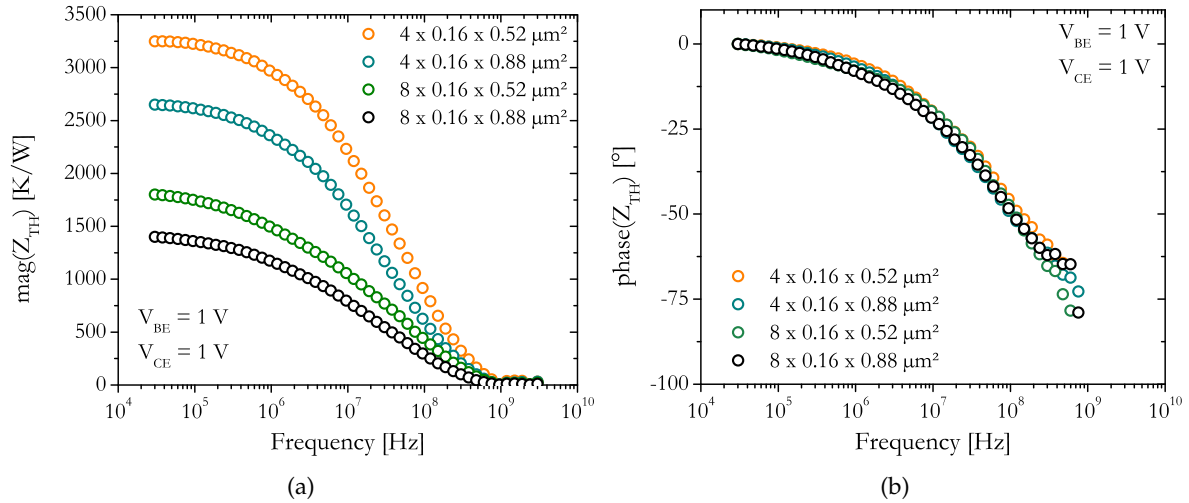 3500
3000
2500
2000
1500
1000
500
0
mag(Z_TH) [K/W]
4 x 0.16 x 0.52 µm²
4 x 0.16 x 0.88 µm²
8 x 0.16 x 0.52 µm²
8 x 0.16 x 0.88 µm²
V_BE = 1 V
V_CE = 1 V
10^4 10^5 10^6 10^7 10^8 10^9 10^10
Frequency [Hz]
(a)
0
-25
-50
-75
-100
phase(Z_TH) [°]
V_BE = 1 V
V_CE = 1 V
4 x 0.16 x 0.52 µm²
4 x 0.16 x 0.88 µm²
8 x 0.16 x 0.52 µm²
8 x 0.16 x 0.88 µm²
10^4 10^5 10^6 10^7 10^8 10^9 10^10
Frequency [Hz]
(b)